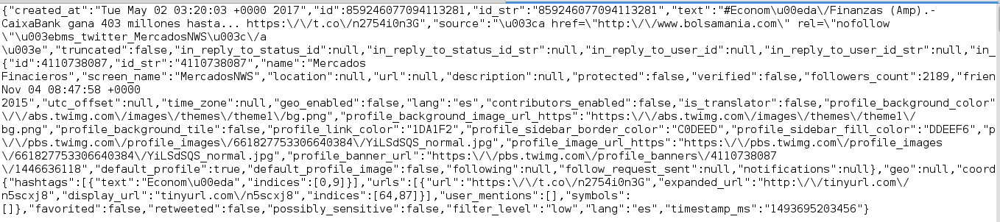 {"created_at":"Tue May 02 03:20:03 +0000 2017","id":859246077094113281,"id_str":"859246077094113281","text":"#Econom\u00eda\/Finanzas (Amp).-
CaixaBank gana 403 millones hasta... https:\/\/t.co\/n2754i0n3G","source":"\u003ca href=\"http:\/\/www.bolsamania.com\" rel=\"nofollow
\"\u003ebms_twitter_MercadosNWS\u003c\/a
\u003e","truncated":false,"in_reply_to_status_id":null,"in_reply_to_status_id_str":null,"in_reply_to_user_id":null,"in_reply_to_user_id_str":null,"in_
{"id":4110738087,"id_str":"4110738087","name":"Mercados
Finacieros","screen_name":"MercadosNWS","location":null,"url":null,"description":null,"protected":false,"verified":false,"followers_count":2189,"frien
Nov 04 08:47:58 +0000
2015","utc_offset":null,"time_zone":null,"geo_enabled":false,"lang":"es","contributors_enabled":false,"is_translator":false,"profile_background_color"
\/\/abs.twimg.com\/images\/themes\/theme1\/bg.png","profile_background_image_url_https":"https:\/\/abs.twimg.com\/images\/themes\/theme1\/
bg.png","profile_background_tile":false,"profile_link_color":"1DA1F2","profile_sidebar_border_color":"C0DEED","profile_sidebar_fill_color":"DDEEF6","p
\/\/pbs.twimg.com\/profile_images\/661827753306640384\/YiLSdSQS_normal.jpg","profile_image_url_https":"https:\/\/pbs.twimg.com\/profile_images
\/661827753306640384\/YiLSdSQS_normal.jpg","profile_banner_url":"https:\/\/pbs.twimg.com\/profile_banners\/4110738087
\/1446636118","default_profile":true,"default_profile_image":false,"following":null,"follow_request_sent":null,"notifications":null},"geo":null,"coord
{"hashtags":[{"text":"Econom\u00eda","indices":[0,9]}],"urls":[{"url":"https:\/\/t.co\/n2754i0n3G","expanded_url":"http:\/\/tinyurl.com\/
n5scxj8","display_url":"tinyurl.com\/n5scxj8","indices":[64,87]}],"user_mentions":[],"symbols":
[]},"favorited":false,"retweeted":false,"possibly_sensitive":false,"filter_level":"low","lang":"es","timestamp_ms":"1493695203456"}